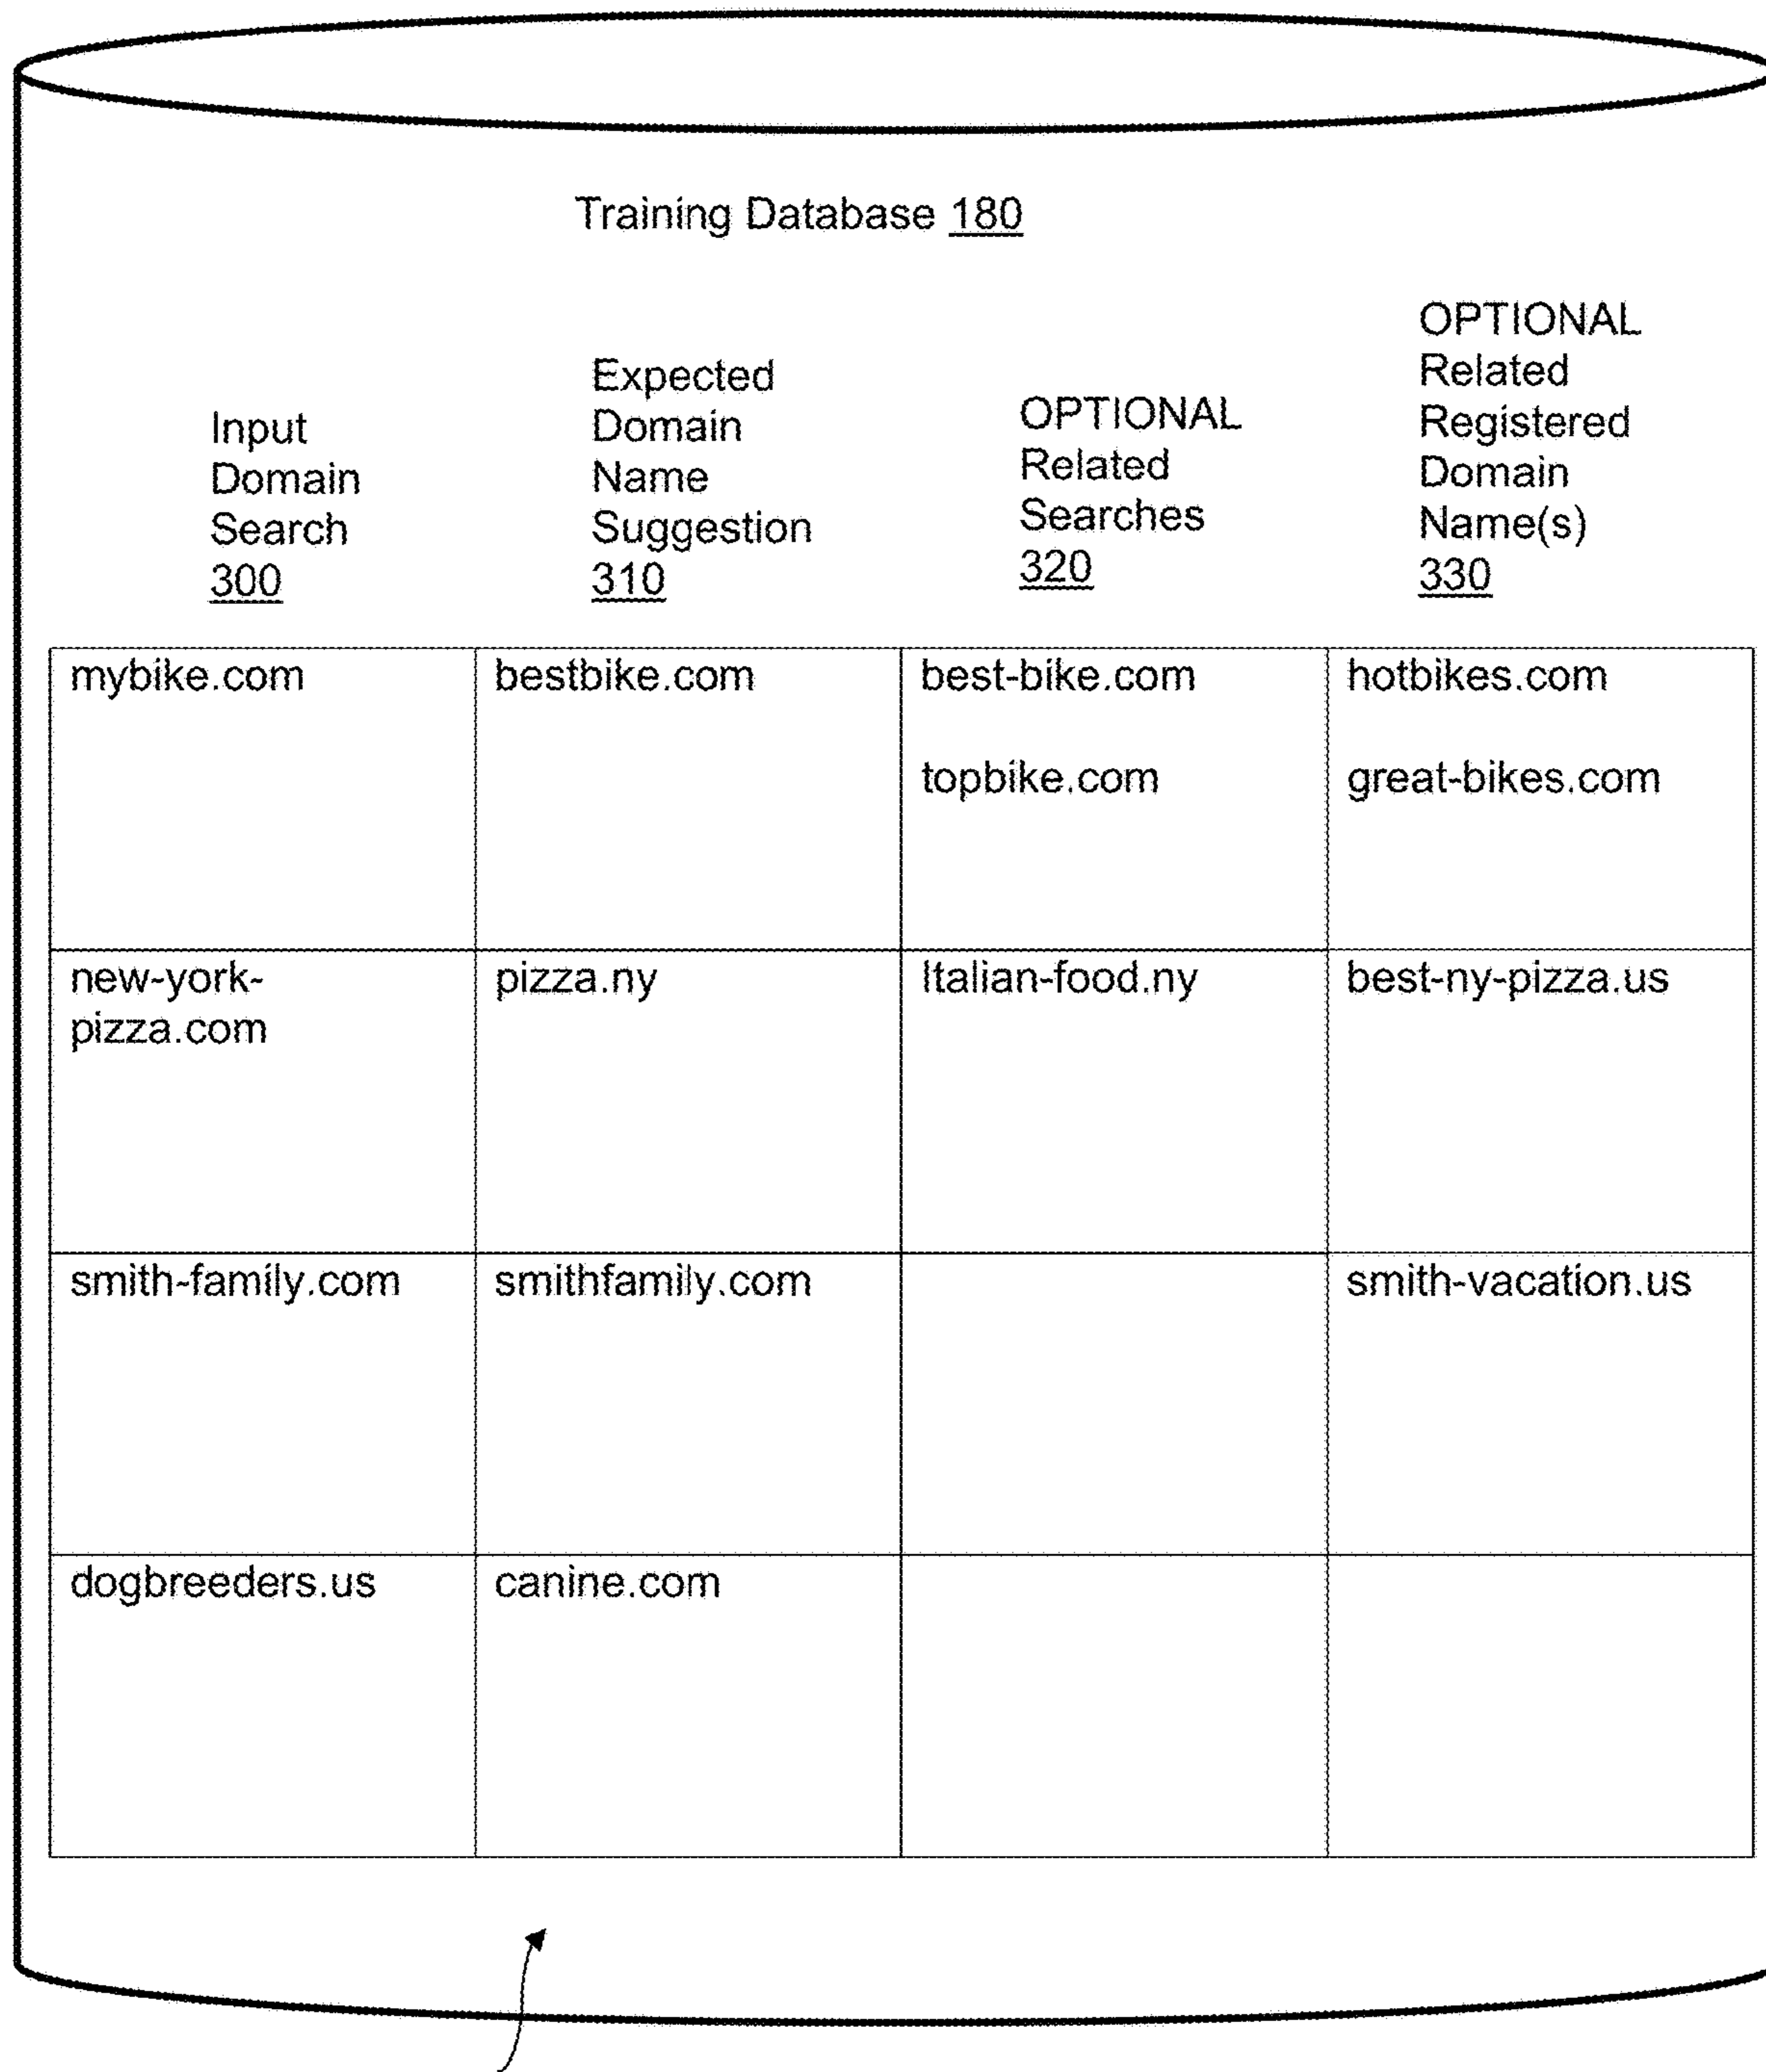 Training Database 180
Input
Domain
Search
300
Expected
Domain
Name
Suggestion
310
OPTIONAL
Related
Searches
320
OPTIONAL
Related
Registered
Domain
Name(s)
330
mybike.com
bestbike.com
best-bike.com
topbike.com
hotbikes.com
great-bikes.com
new-york-
pizza.com
pizza.ny
Italian-food.ny
best-ny-pizza.us
smith-family.com
smithfamily.com
smith-vacation.us
dogbreeders.us
canine.com